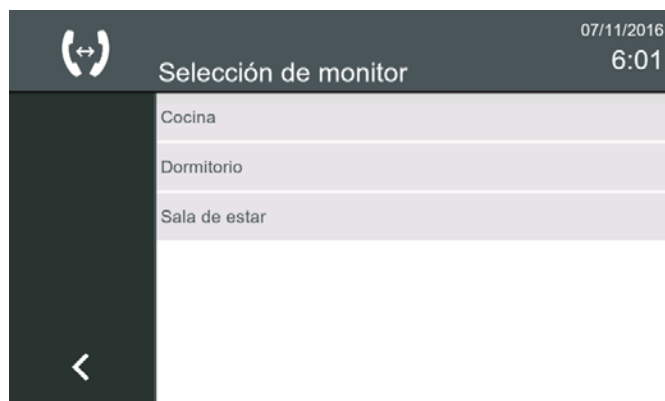 07/11/2016
6:01
Selección de monitor
Cocina
Dormitorio
Sala de estar